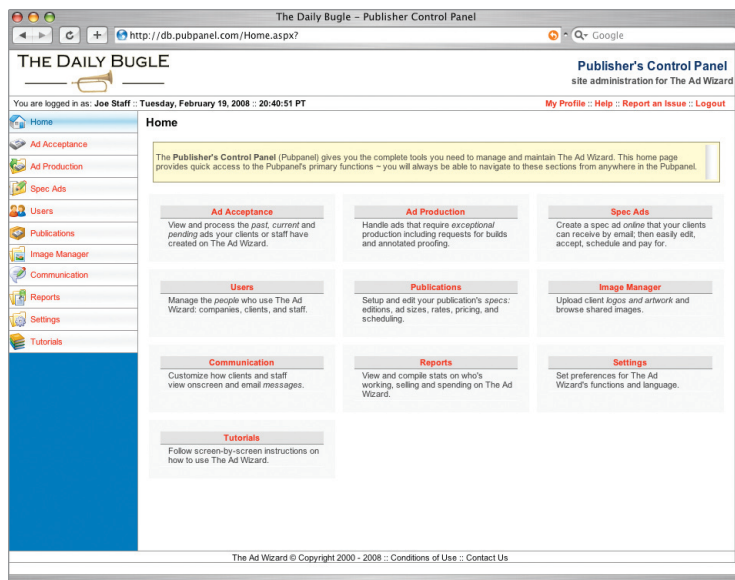 The Daily Bugle – Publisher Control Panel
http://db.pubpanel.com/Home.aspx?
Google
THE DAILY BUGLE
Publisher's Control Panel
site administration for The Ad Wizard
You are logged in as: Joe Staff :: Tuesday, February 19, 2008 :: 20:40:51 PT
My Profile :: Help :: Report an Issue :: Logout
Home
Ad Acceptance
Ad Production
Spec Ads
Users
Publications
Image Manager
Communication
Reports
Settings
Tutorials
Home
The Publisher's Control Panel (Pubpanel) gives you the complete tools you need to manage and maintain The Ad Wizard. This home page
provides quick access to the Pubpanel's primary functions ~ you will always be able to navigate to these sections from anywhere in the Pubpanel.
Ad Acceptance
View and process the past, current and
pending ads your clients or staff have
created on The Ad Wizard.
Ad Production
Handle ads that require exceptional
production including requests for builds
and annotated proofing.
Spec Ads
Create a spec ad online that your clients
can receive by email; then easily edit,
accept, schedule and pay for.
Users
Manage the people who use The Ad
Wizard: companies, clients, and staff.
Publications
Setup and edit your publication's specs:
editions, ad sizes, rates, pricing, and
scheduling.
Image Manager
Upload client logos and artwork and
browse shared images.
Communication
Customize how clients and staff
view onscreen and email messages.
Reports
View and compile stats on who's
working, selling and spending on The Ad
Wizard.
Settings
Set preferences for The Ad
Wizard's functions and language.
Tutorials
Follow screen-by-screen instructions on
how to use The Ad Wizard.
The Ad Wizard © Copyright 2000 - 2008 :: Conditions of Use :: Contact Us